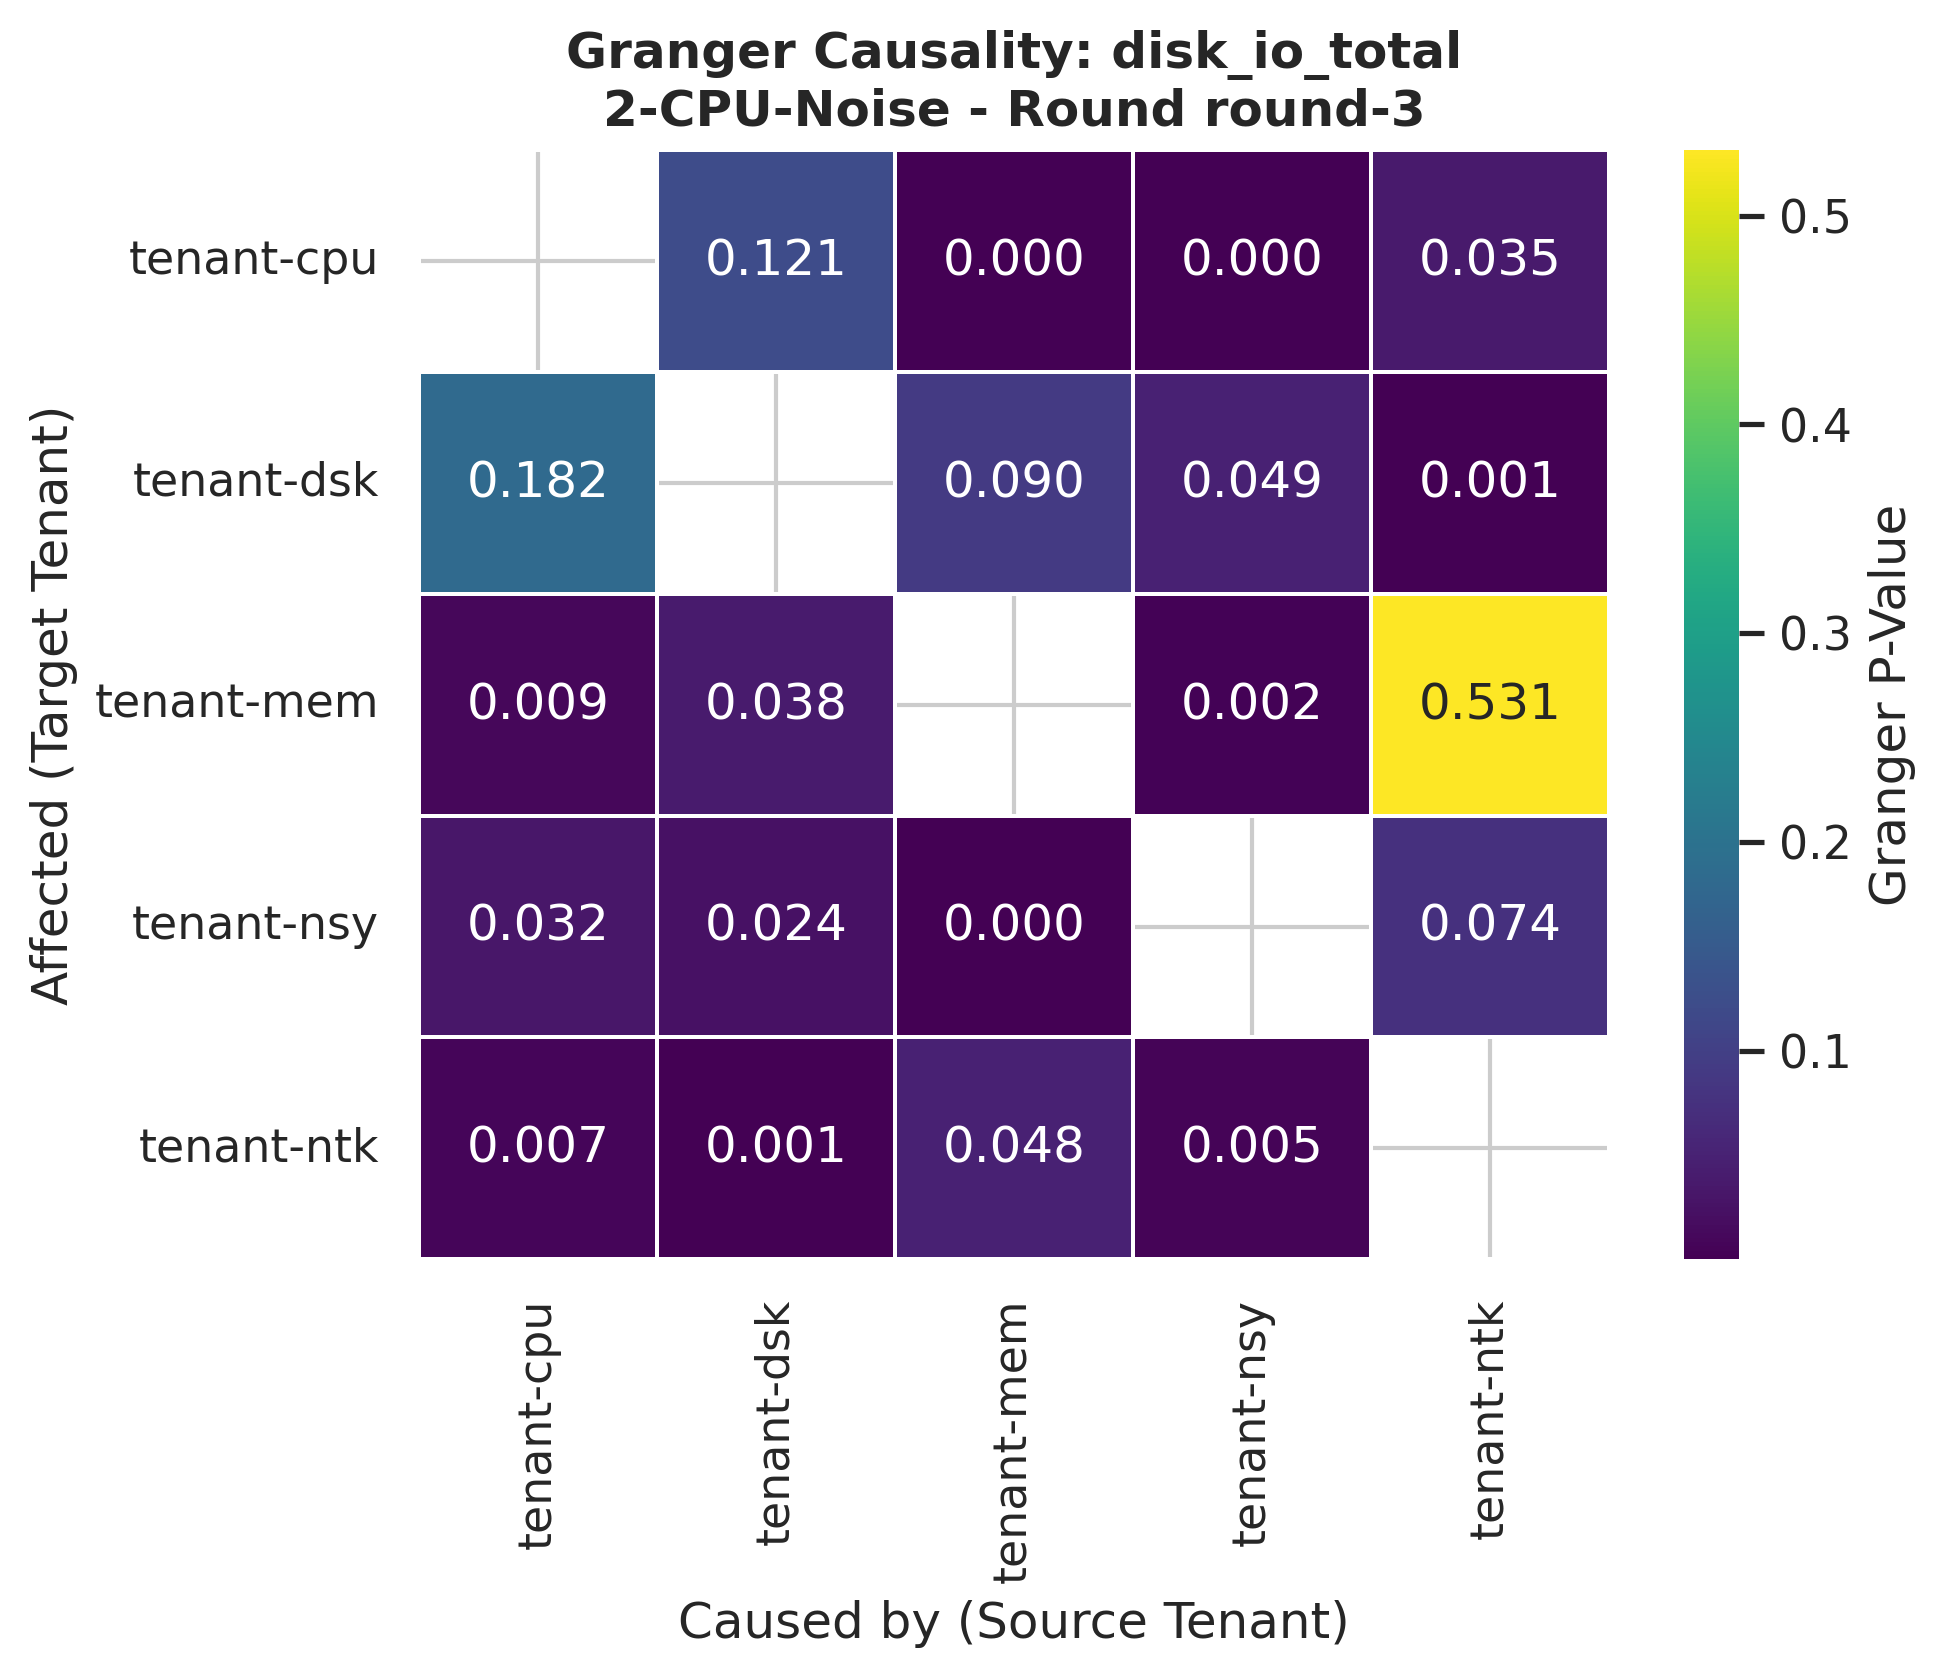 Granger Causality: disk_io_total
2-CPU-Noise - Round round-3
Affected (Target Tenant)
tenant-cpu
0.121
0.000
0.000
0.035
tenant-dsk
0.182
0.090
0.049
0.001
tenant-mem
0.009
0.038
0.002
0.531
tenant-nsy
0.032
0.024
0.000
0.074
tenant-ntk
0.007
0.001
0.048
0.005
tenant-cpu
tenant-dsk
tenant-mem
tenant-nsy
tenant-ntk
Caused by (Source Tenant)
0.5
0.4
0.3
0.2
0.1
Granger P-Value